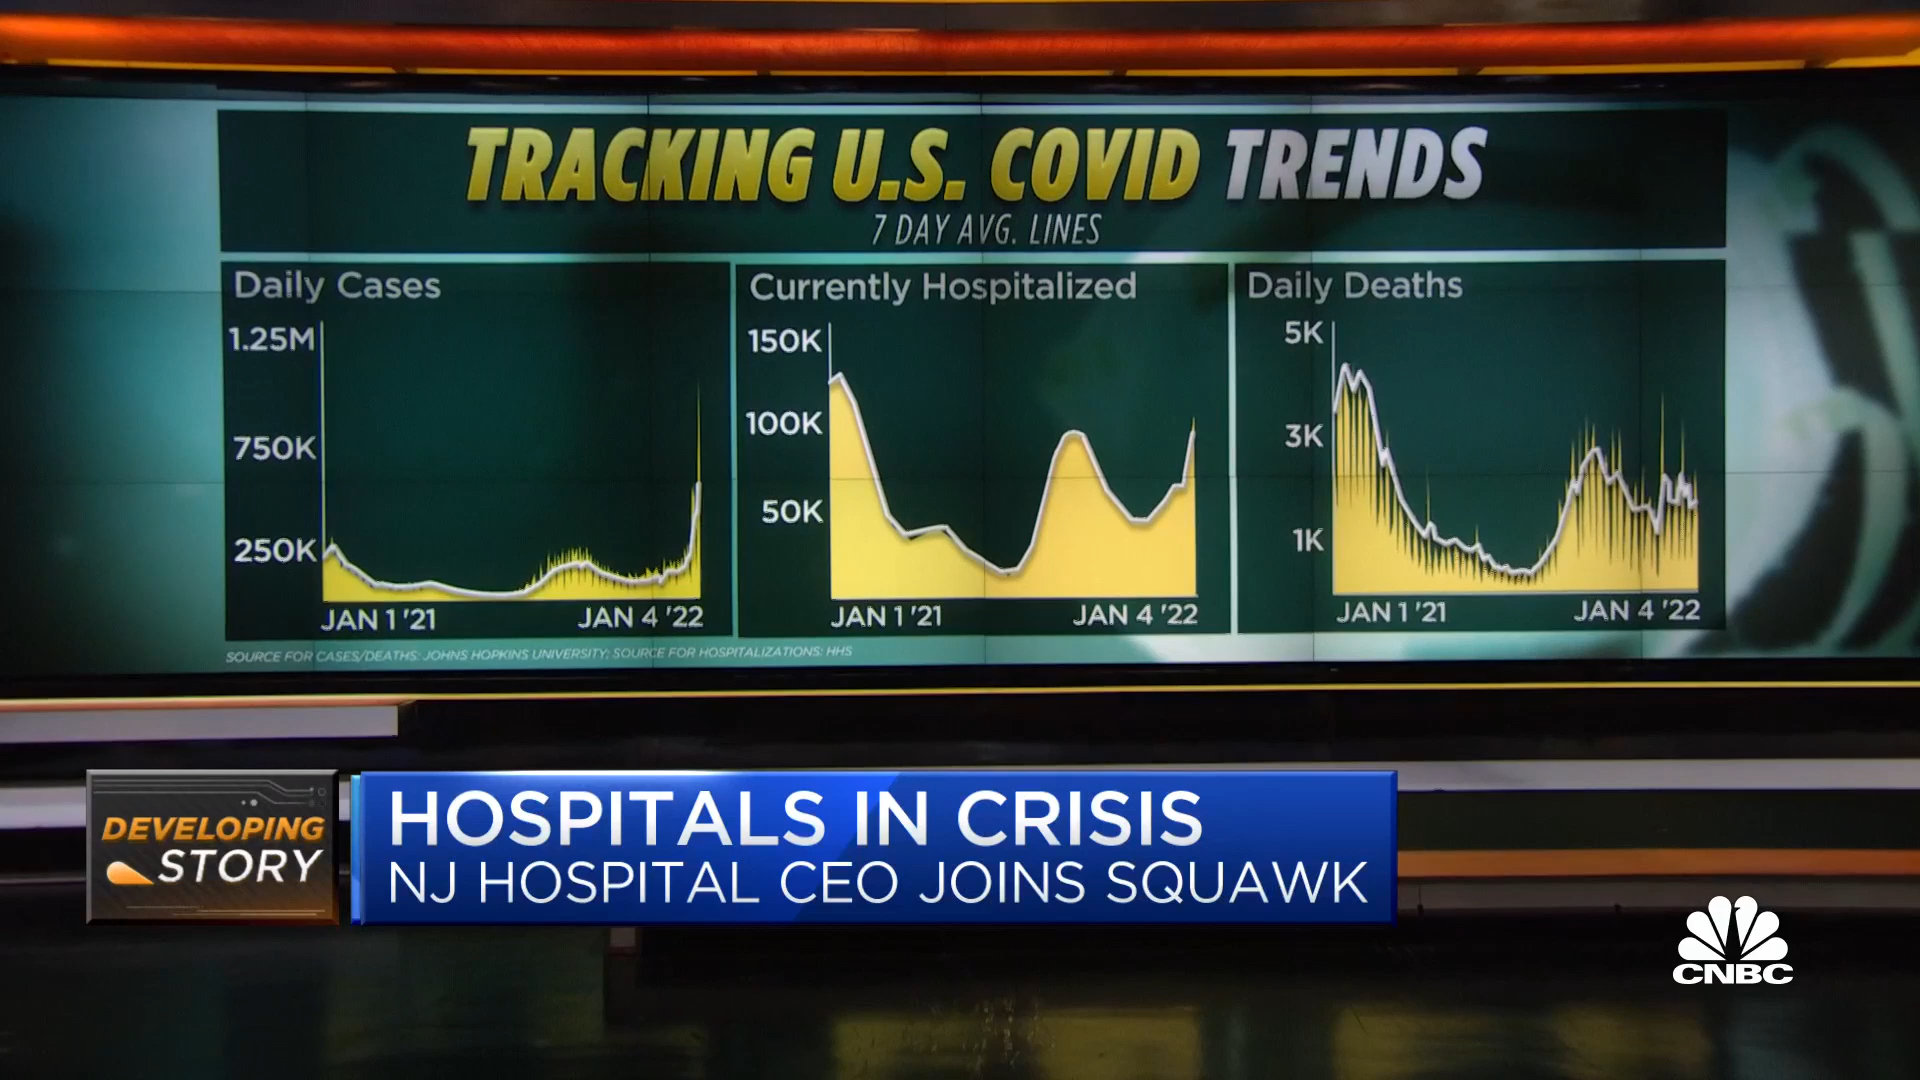 TRACKING U.S. COVID TRENDS
7 DAY AVG. LINES
Daily Cases
1.25M
750K
250K
JAN 1 '21
JAN 4 '22
Currently Hospitalized
150K
100K
50K
JAN 1 '21
JAN 4 '22
Daily Deaths
5K
3K
1K
JAN 1 '21
JAN 4 '22
SOURCE FOR CASES/DEATHS: JOHNS HOPKINS UNIVERSITY; SOURCE FOR HOSPITALIZATIONS: HHS
DEVELOPING
STORY
HOSPITALS IN CRISIS
NJ HOSPITAL CEO JOINS SQUAWK
CNBC